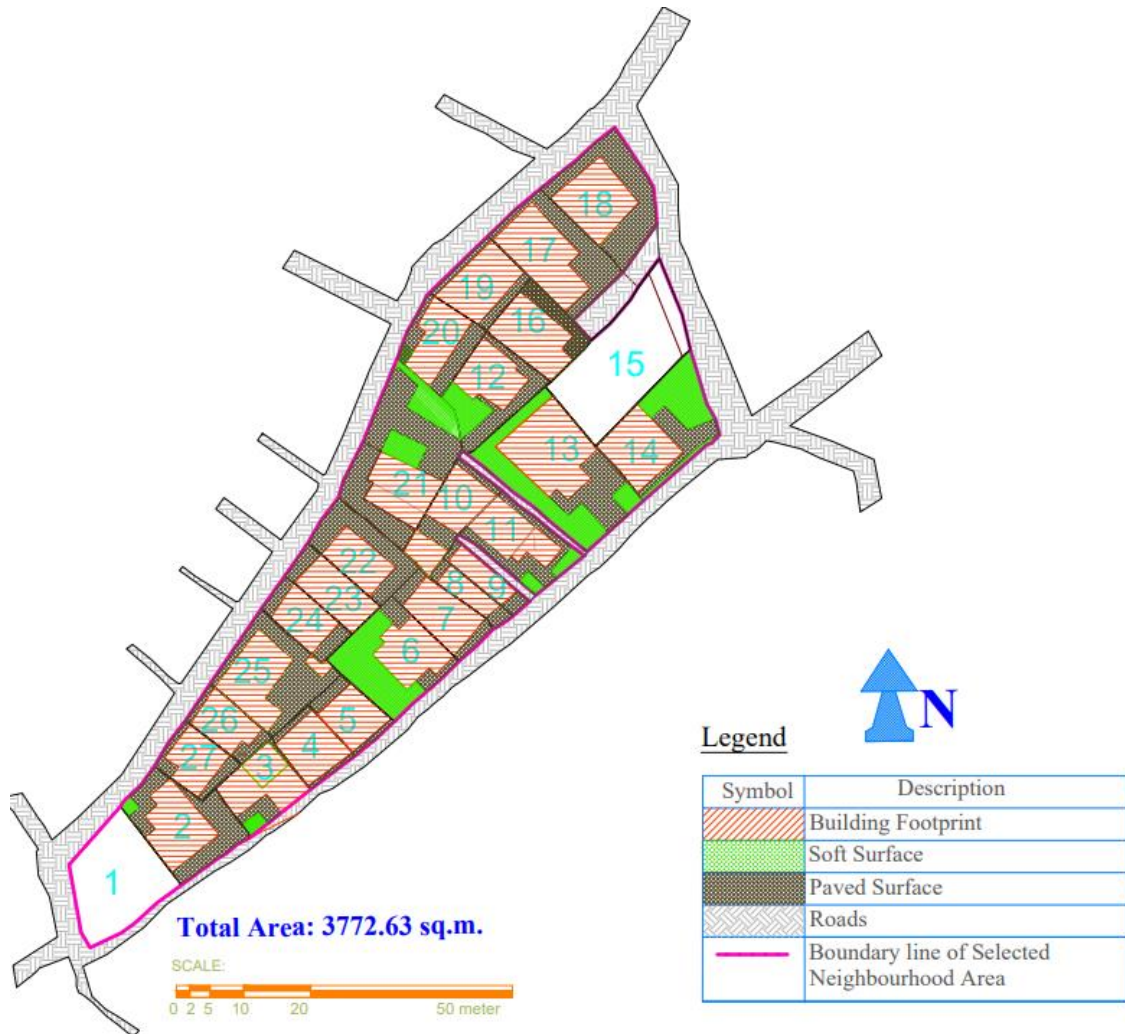 18
17
19
16
20
15
12
13
14
21
10
11
22
8
9
23
24
7
6
25
26
5
27
4
3
2
1
N
Legend
Symbol Description
Building Footprint
Soft Surface
Paved Surface
Roads
Boundary line of Selected
Neighbourhood Area
Total Area: 3772.63 sq.m.
SCALE:
0 2 5 10 20 50 meter